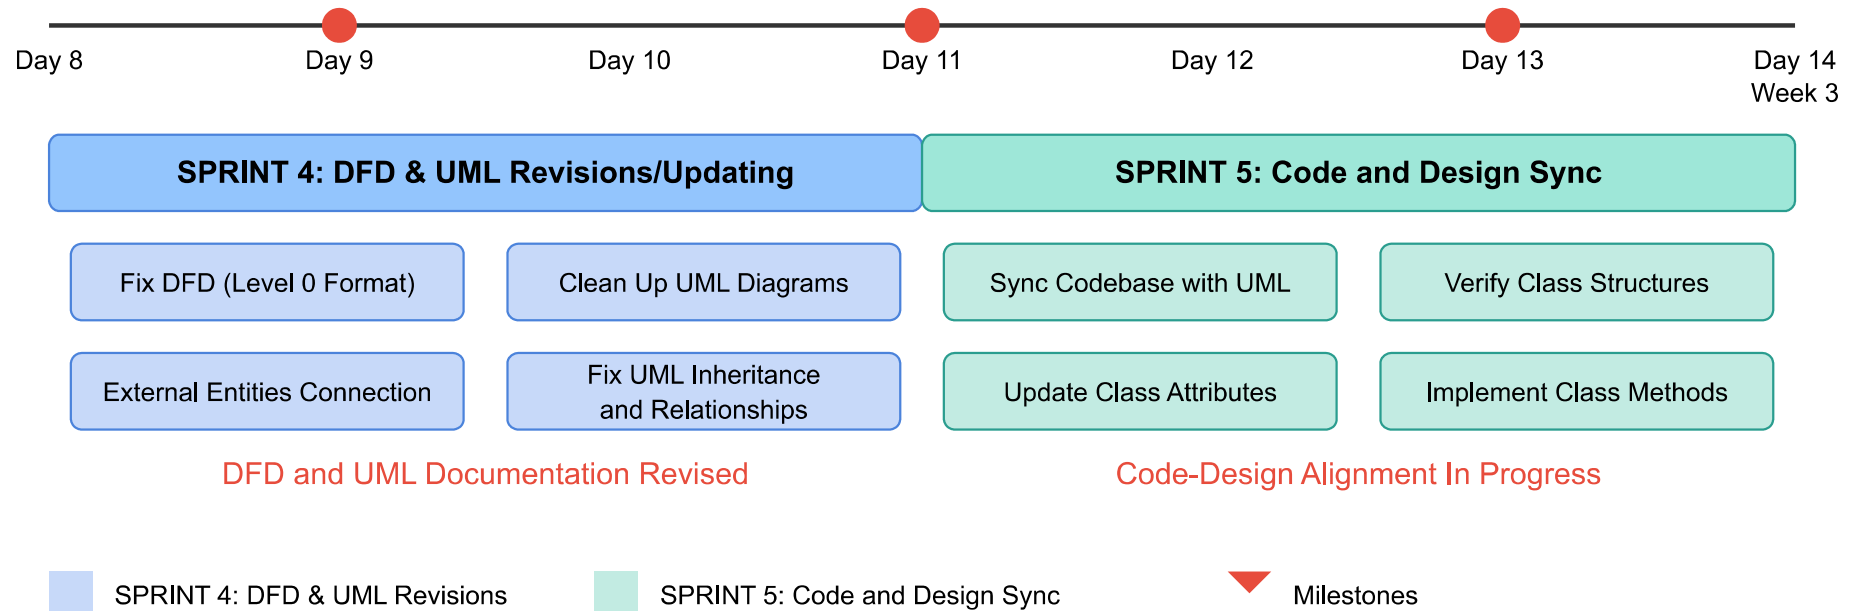 Day 8
Day 9
Day 10
Day 11
Day 12
Day 13
Day 14
Week 3
SPRINT 4: DFD & UML Revisions/Updating
SPRINT 5: Code and Design Sync
Fix DFD (Level 0 Format)
Clean Up UML Diagrams
Sync Codebase with UML
Verify Class Structures
External Entities Connection
Fix UML Inheritance
and Relationships
Update Class Attributes
Implement Class Methods
DFD and UML Documentation Revised
Code-Design Alignment In Progress
SPRINT 4: DFD & UML Revisions
SPRINT 5: Code and Design Sync
Milestones